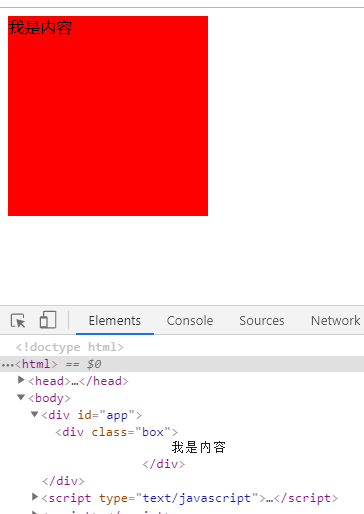 我是内容
Elements Console Sources Network
<!doctype html>
•••<html> == $0
▶<head>…</head>
▼<body>
▼<div id="app">
<div class="box">
我是内容
</div>
</div>
▶<script type="text/javascript">…</script>